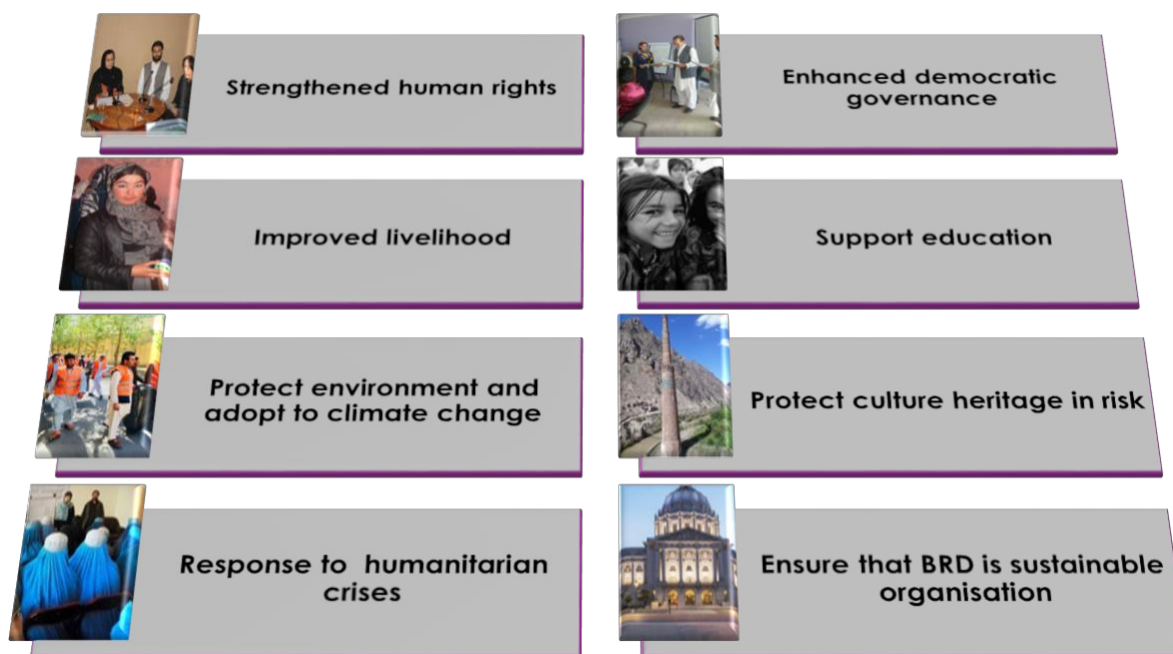 Strengthened human rights
Enhanced democratic
governance
Improved livelihood
Support education
Protect environment and
adopt to climate change
Protect culture heritage in risk
Response to humanitarian
crises
Ensure that BRD is sustainable
organisation